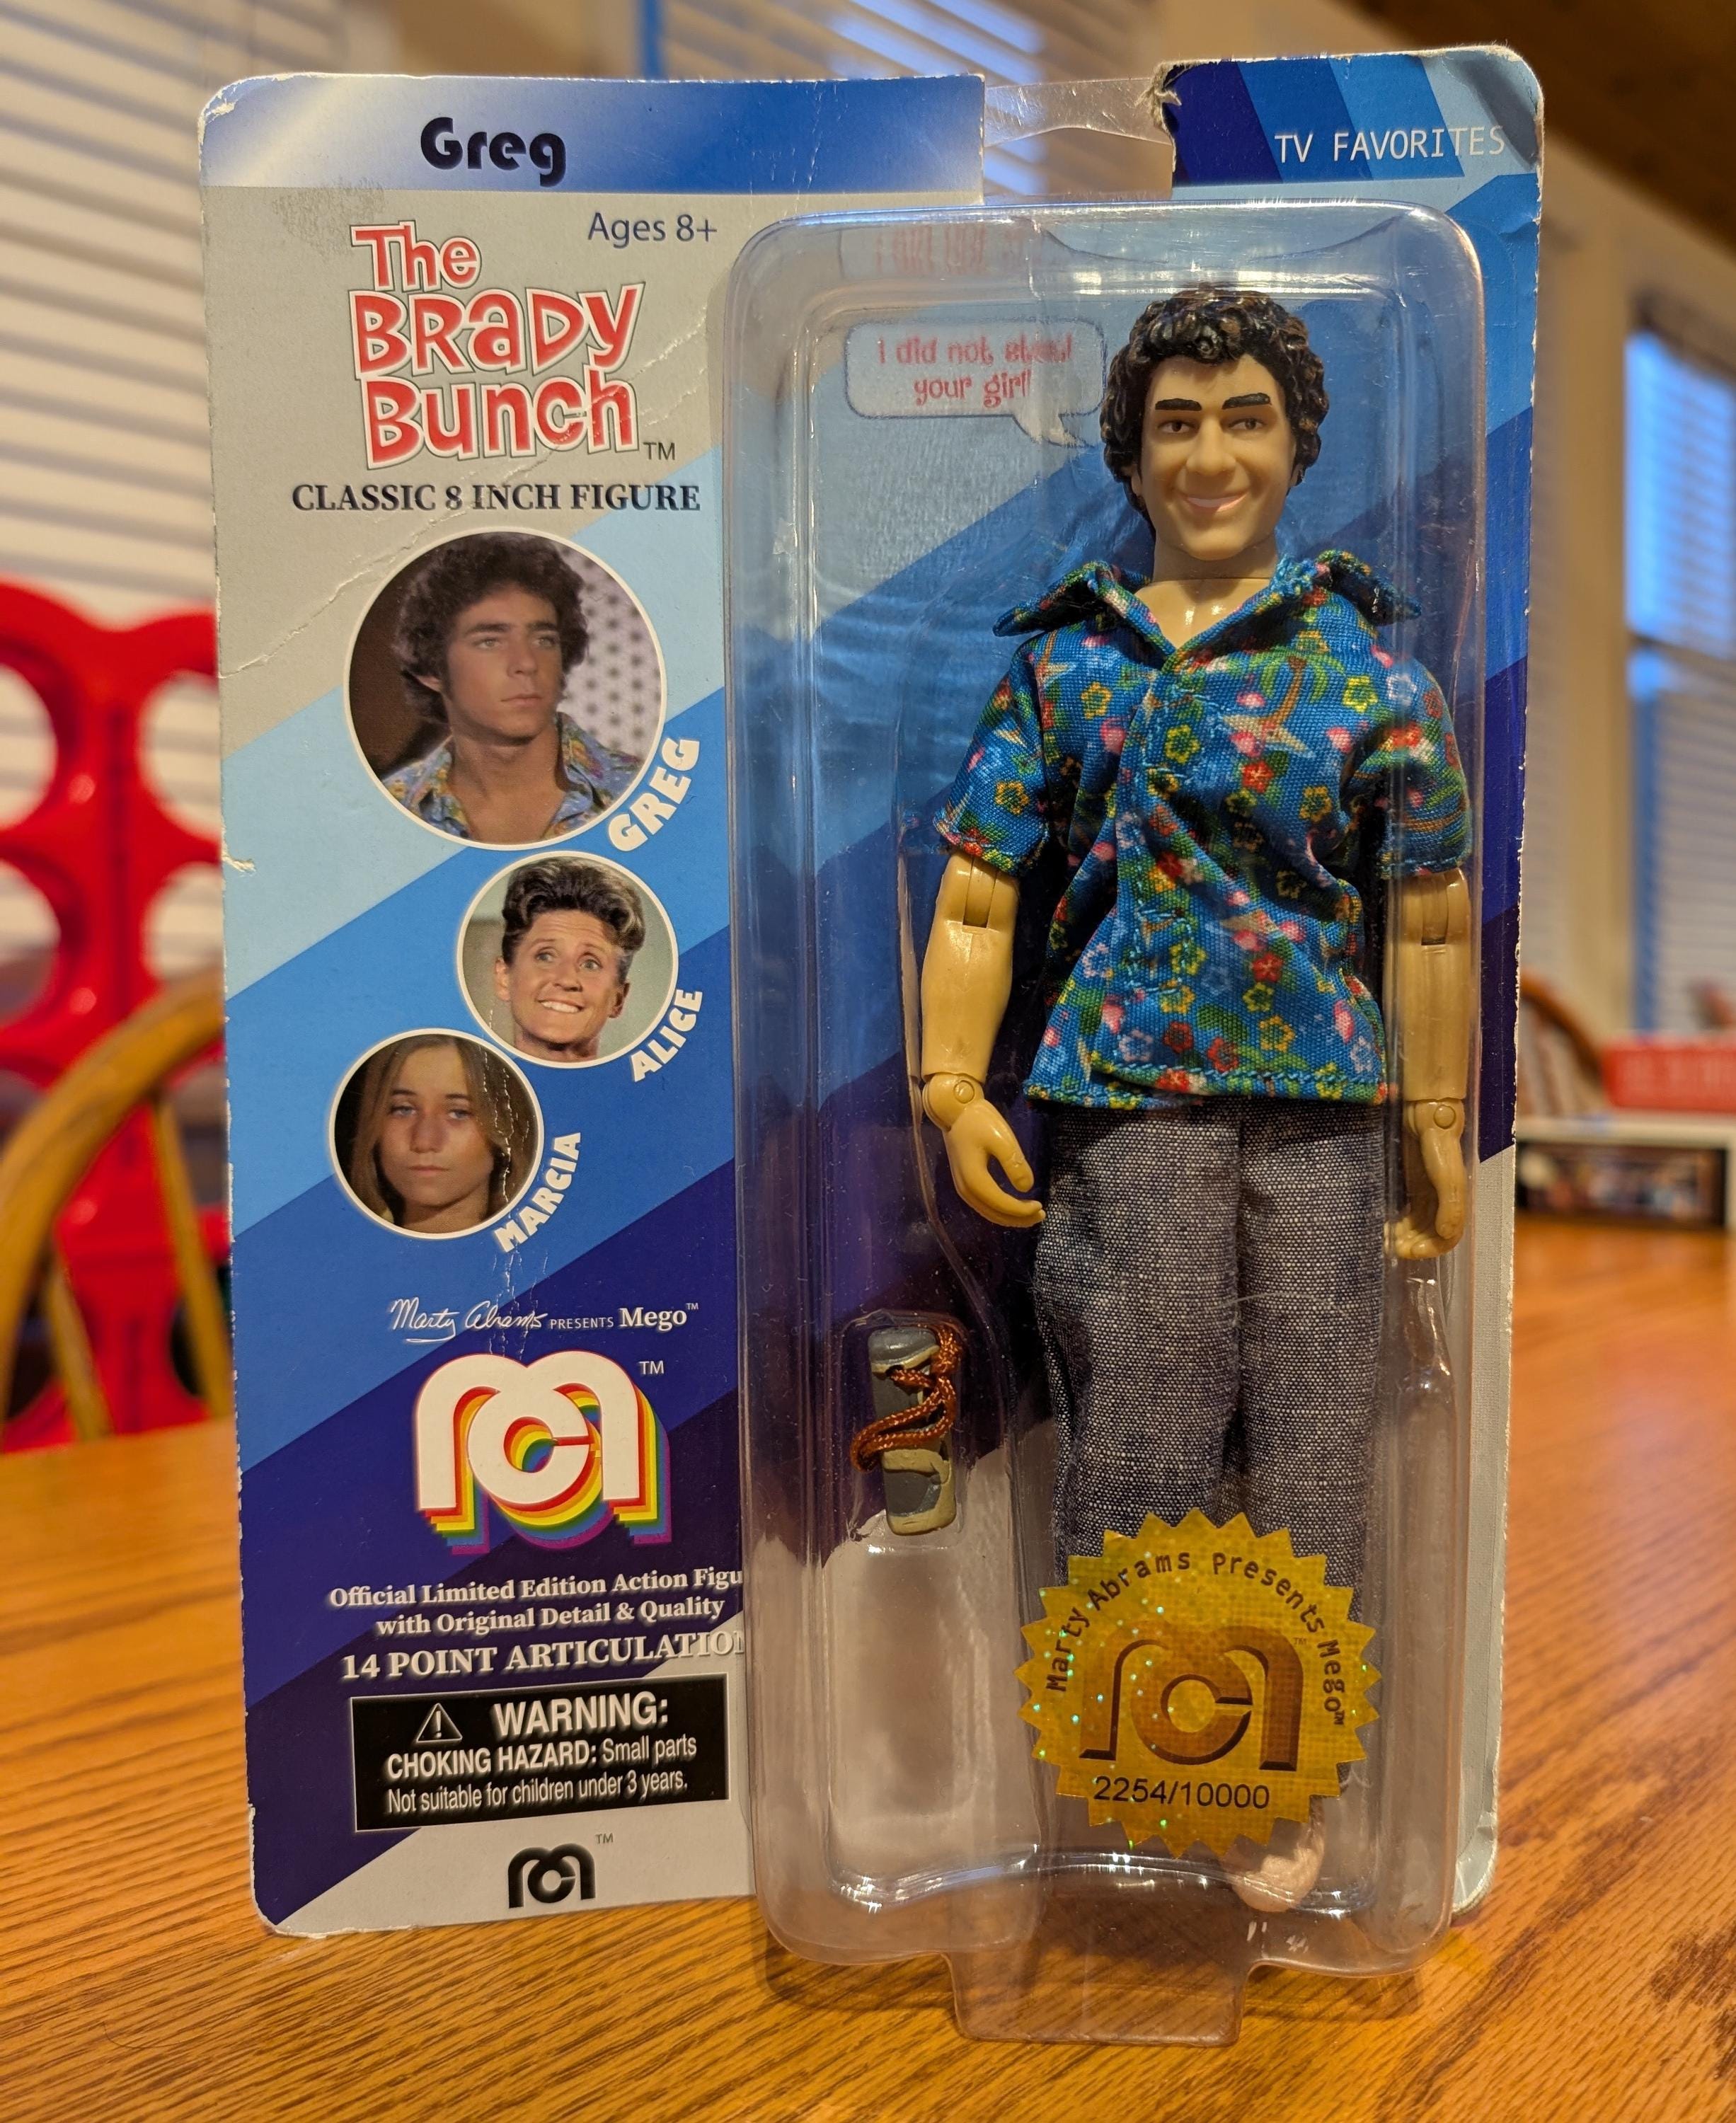 Greg
TV FAVORITES
Ages 8+
The
BRaDy
Bunch™
CLASSIC 8 INCH FIGURE
I did not steal
your girl!
GREG
ALICE
MARCIA
Marty Abrams PRESENTS Mego™
TM
Official Limited Edition Action Figu
with Original Detail & Quality
14 POINT ARTICULATION
WARNING:
CHOKING HAZARD: Small parts
Not suitable for children under 3 years.
TM
Marty Abrams Presents Mego™
TM
2254/10000